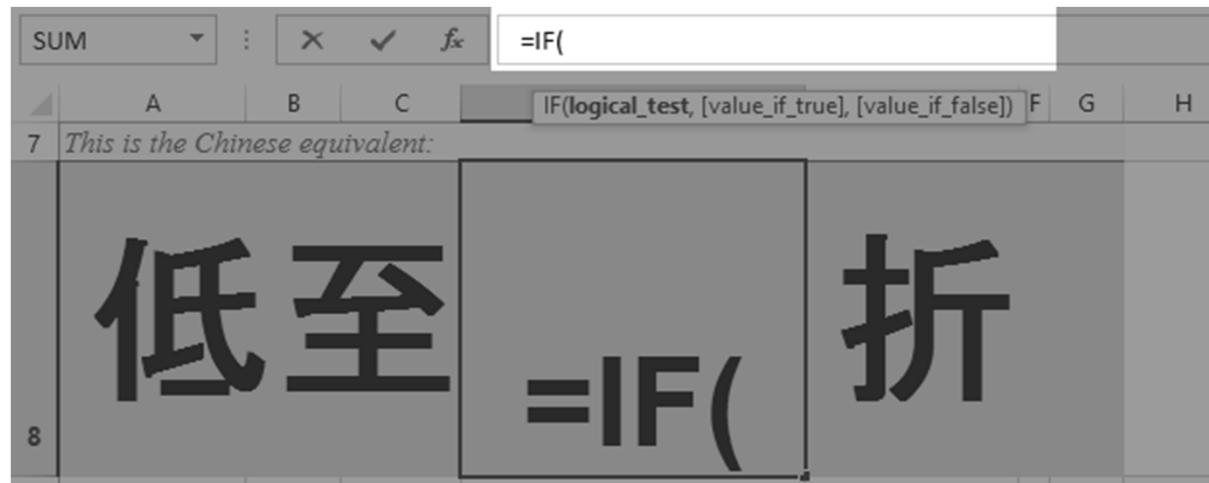 SUM fx =IF(
A B C IF(logical_test, [value_if_true], [value_if_false]) F G H
7 This is the Chinese equivalent:
8 低至 =IF( 折